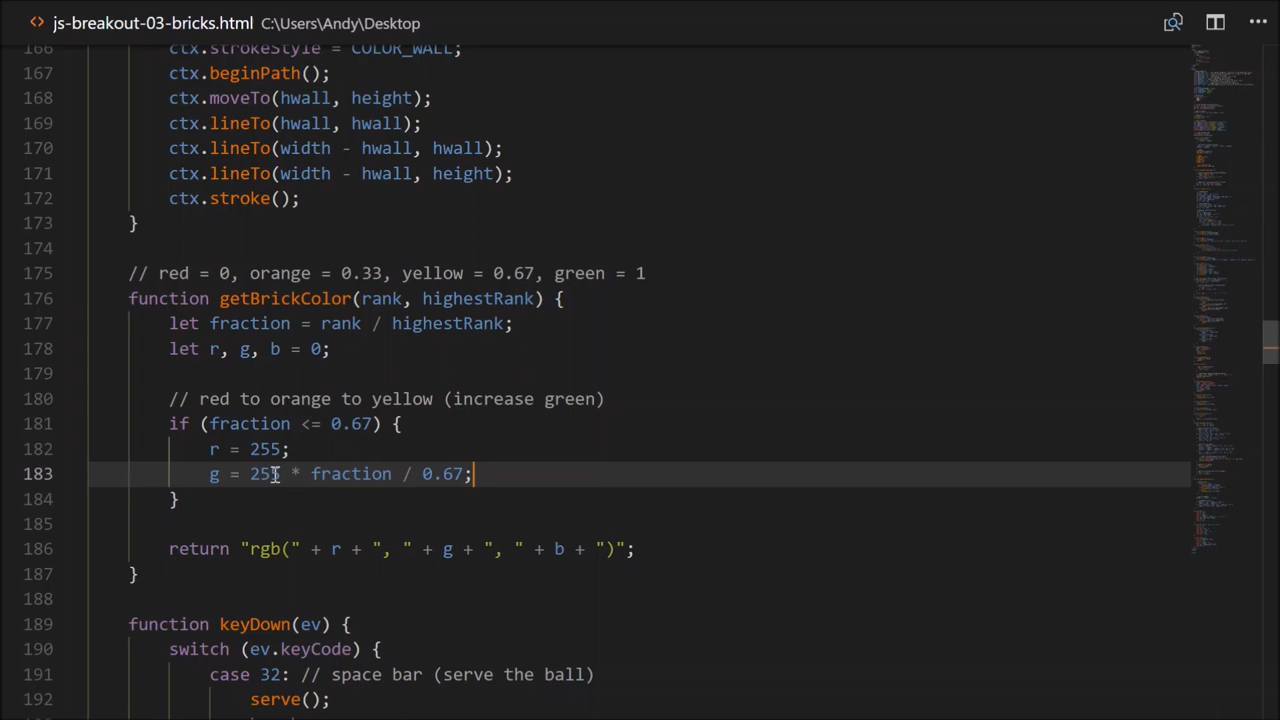 js-breakout-03-bricks.html C:\Users\Andy\Desktop
166 ctx.strokeStyle = COLOR_WALL;
167 ctx.beginPath();
168 ctx.moveTo(hwall, height);
169 ctx.lineTo(hwall, hwall);
170 ctx.lineTo(width - hwall, hwall);
171 ctx.lineTo(width - hwall, height);
172 ctx.stroke();
173 }
174
175 // red = 0, orange = 0.33, yellow = 0.67, green = 1
176 function getBrickColor(rank, highestRank) {
177 let fraction = rank / highestRank;
178 let r, g, b = 0;
179
180 // red to orange to yellow (increase green)
181 if (fraction <= 0.67) {
182 r = 255;
183 g = 255 * fraction / 0.67;
184 }
185
186 return "rgb(" + r + ", " + g + ", " + b + ")";
187 }
188
189 function keyDown(ev) {
190 switch (ev.keyCode) {
191 case 32: // space bar (serve the ball)
192 serve();